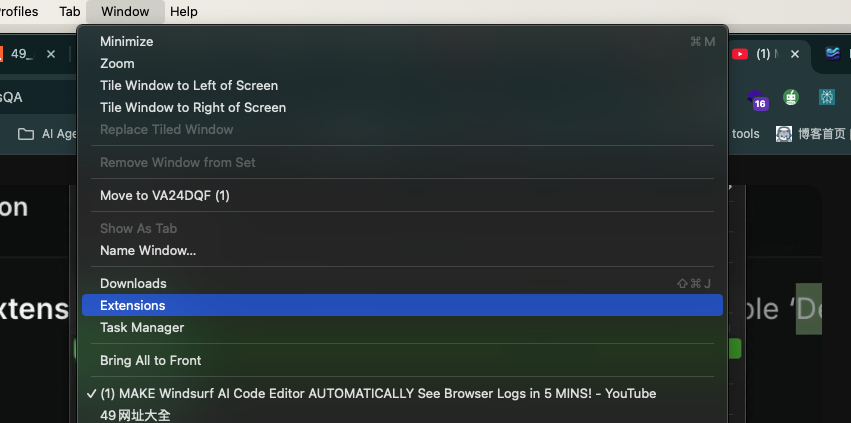 rofiles Tab Window Help
49_
(1) M
sQA
16
AI Age
tools
博客首页
on
xtens
ole ‘De
Minimize ⌘ M
Zoom
Tile Window to Left of Screen
Tile Window to Right of Screen
Replace Tiled Window
Remove Window from Set
Move to VA24DQF (1)
Show As Tab
Name Window...
Downloads ⇧ ⌘ J
Extensions
Task Manager
Bring All to Front
✓ (1) MAKE Windsurf AI Code Editor AUTOMATICALLY See Browser Logs in 5 MINS! - YouTube
49网址大全